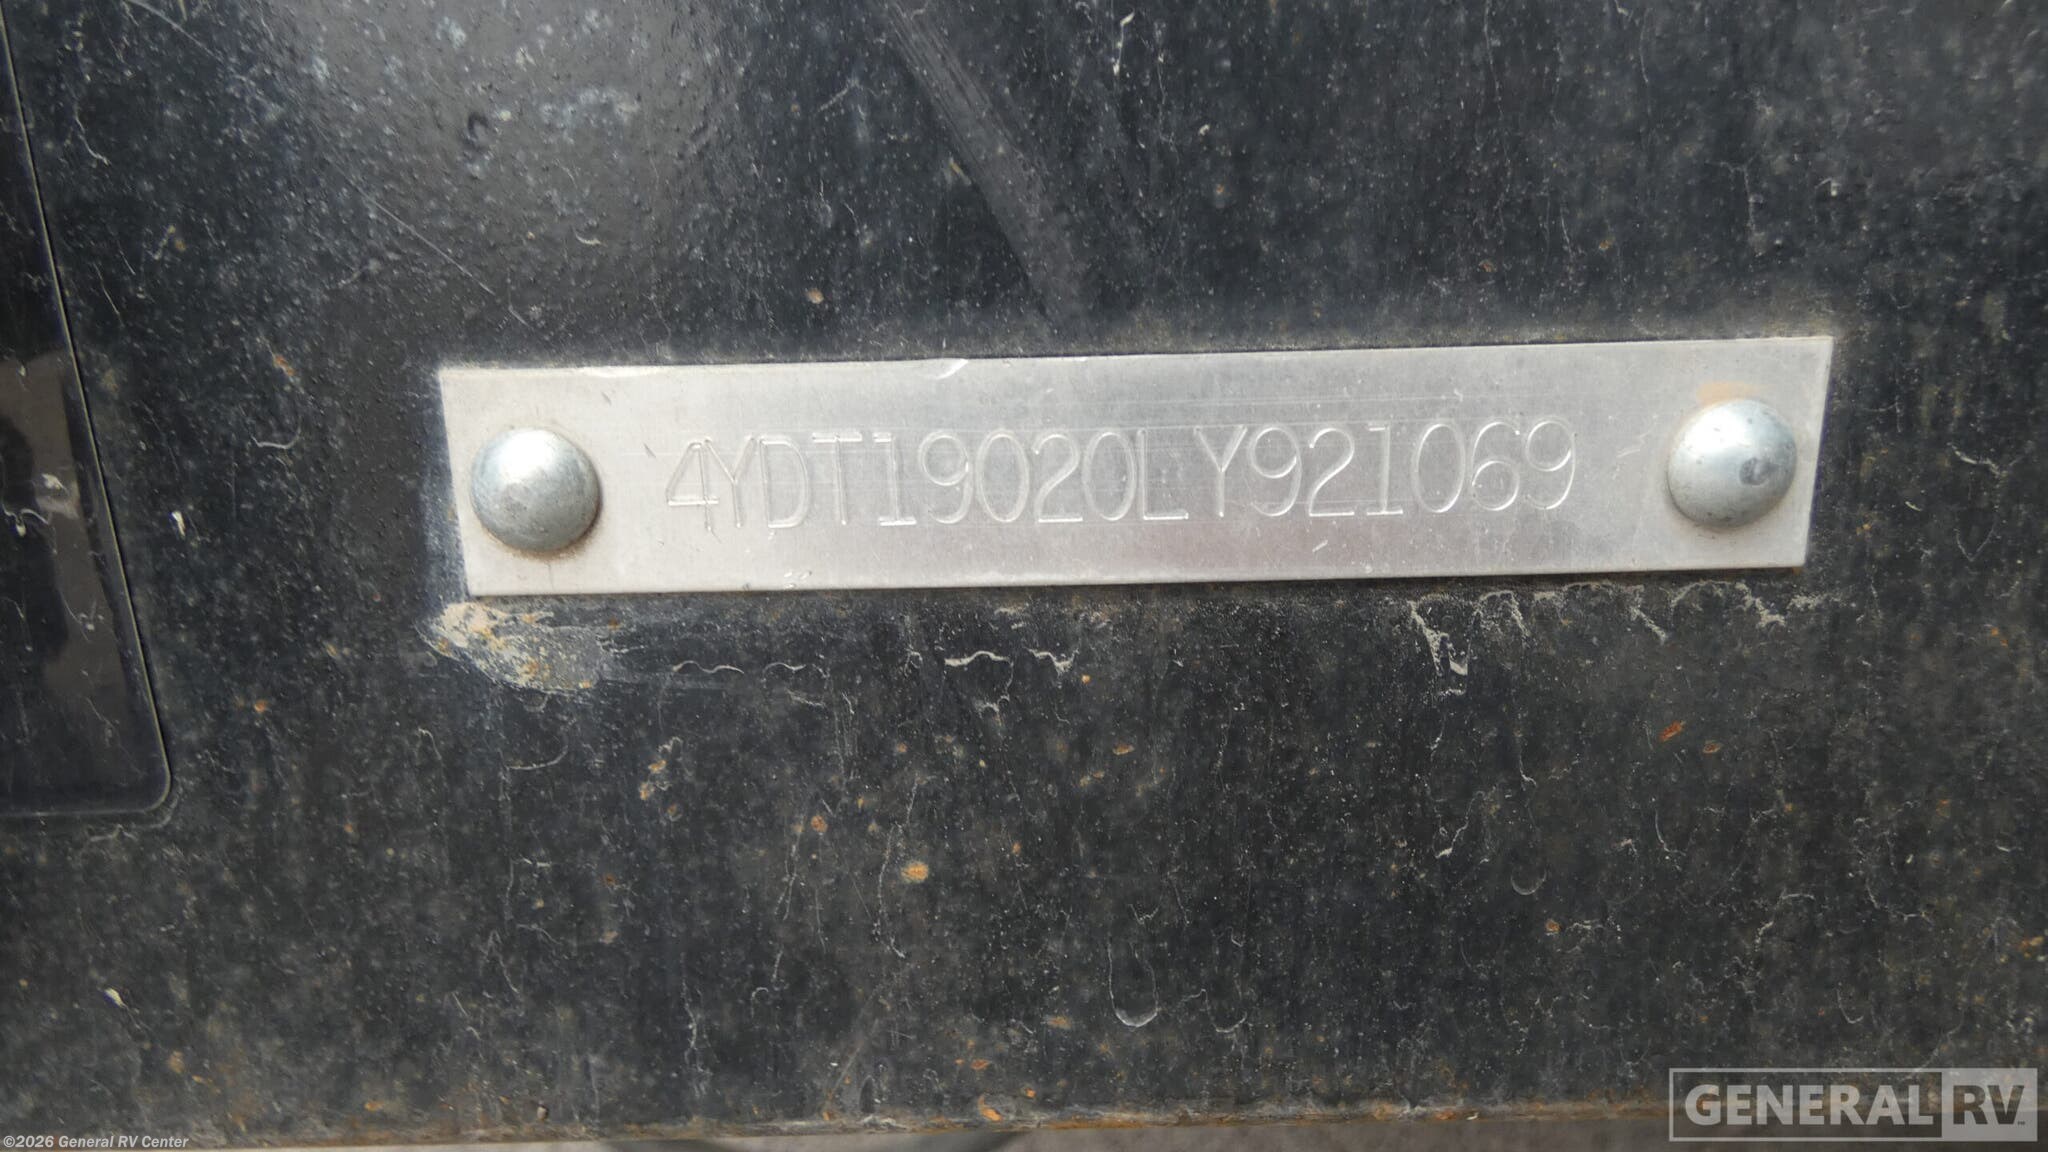 4YDT19020LY921069
GENERAL RV
©2026 General RV Center